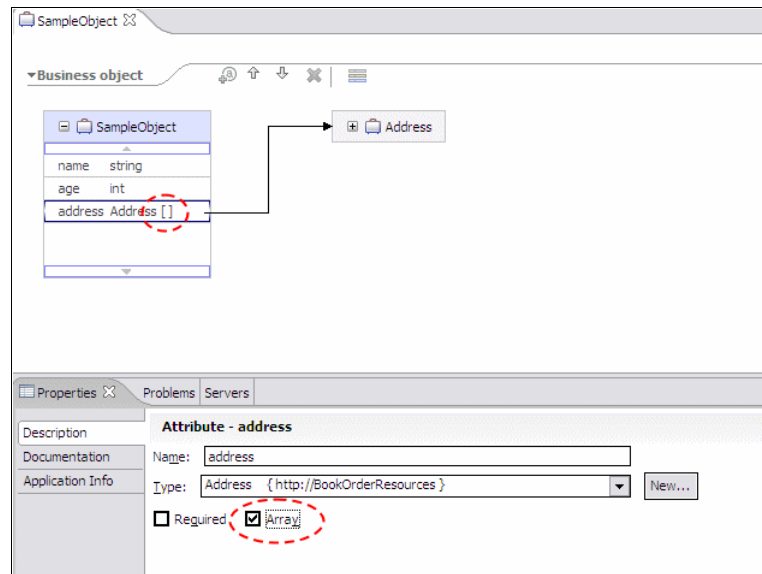 SampleObject
Business object
SampleObject
Address
name string
age int
address Address []
Properties Problems Servers
Description
Documentation
Application Info
Attribute - address
Name: address
Type: Address { http://BookOrderResources } New...
Required Array